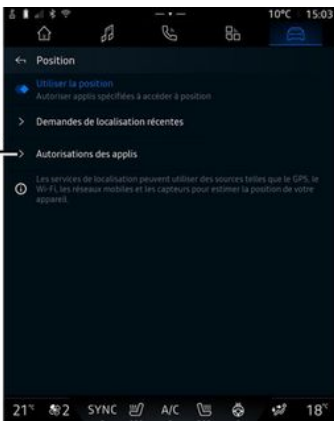 10°C 15:03
Position
Utiliser la position
Autoriser applis spécifiées à accéder à position
Demandes de localisation récentes
Autorisations des applis
Les services de localisation peuvent utiliser des sources telles que le GPS, le
Wi-Fi, les réseaux mobiles et les capteurs pour estimer la position de votre
appareil.
21° 2 SYNC A/C 18°